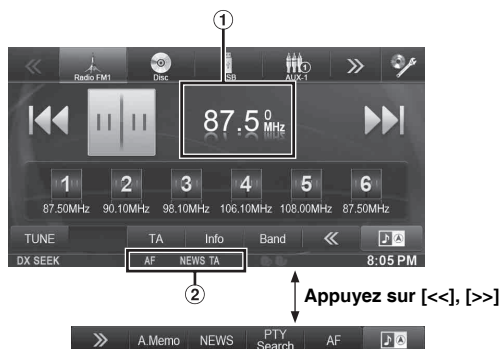 ①
Radio FM1 Disc SB AUX-1
87.5 0 MHz
1 2 3 4 5 6
87.50MHz 90.10MHz 98.10MHz 106.10MHz 108.00MHz 87.50MHz
TUNE TA Info Band
DX SEEK AF NEWS TA 8:05 PM
②
Appuyez sur [<<], [>>]
A.Memo NEWS PTY Search AF